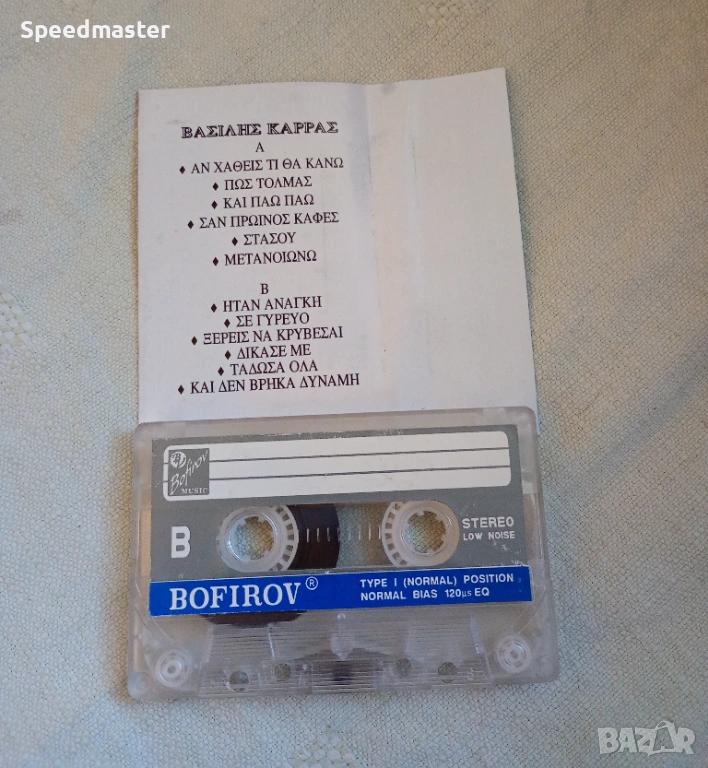 Speedmaster
ΒΑΣΙΛΗΣ ΚΑΡΡΑΣ
Α
♦ ΑΝ ΧΑΘΕΙΣ ΤΙ ΘΑ ΚΑΝΩ
♦ ΠΩΣ ΤΟΛΜΑΣ
♦ ΚΑΙ ΠΑΩ ΠΑΩ
♦ ΣΑΝ ΠΡΩΙΝΟΣ ΚΑΦΕΣ
♦ ΣΤΑΣΟΥ
♦ ΜΕΤΑΝΟΙΩΝΩ
Β
♦ ΗΤΑΝ ΑΝΑΓΚΗ
♦ ΣΕ ΓΥΡΕΥΟ
♦ ΞΕΡΕΙΣ ΝΑ ΚΡΥΒΕΣΑΙ
♦ ΔΙΚΑΣΕ ΜΕ
♦ ΤΑΔΩΣΑ ΟΛΑ
♦ ΚΑΙ ΔΕΝ ΒΡΗΚΑ ΔΥΝΑΜΗ
Bofirov
MUSIC
B
STEREO
LOW NOISE
BOFIROV®
TYPE I (NORMAL) POSITION
NORMAL BIAS 120μs EQ
BAZAR